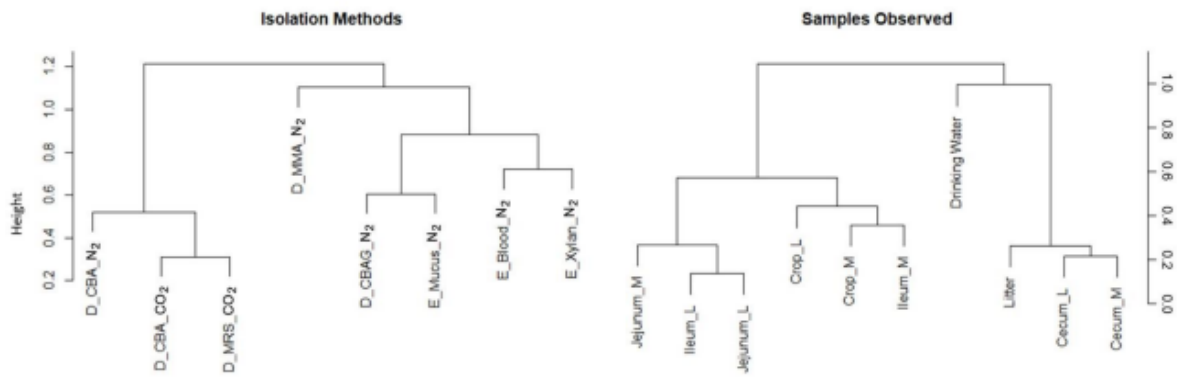 Isolation Methods
Height
0.2
0.4
0.6
0.8
1.0
1.2
D_CBA_N2
D_CBA_CO2
D_MRS_CO2
D_MMA_N2
D_CBAG_N2
E_Mucus_N2
E_Blood_N2
E_Xylan_N2
Samples Observed
Jejunum_M
Ileum_L
Jejunum_L
Crop_L
Crop_M
Ileum_M
Drinking Water
Litter
Cecum_L
Cecum_M
1.0
0.8
0.6
0.4
0.2
0.0